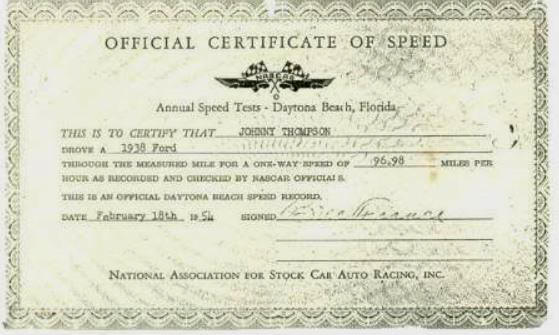 OFFICIAL CERTIFICATE OF SPEED
NASCAR
Annual Speed Tests - Daytona Beach, Florida
THIS IS TO CERTIFY THAT JOHNNY THOMPSON
DROVE A 1938 Ford
THROUGH THE MEASURED MILE FOR A ONE-WAY SPEED OF 96.98 MILES PER
HOUR AS RECORDED AND CHECKED BY NASCAR OFFICIALS.
THIS IS AN OFFICIAL DAYTONA BEACH SPEED RECORD.
DATE February 18th 1954 SIGNED
NATIONAL ASSOCIATION FOR STOCK CAR AUTO RACING, INC.